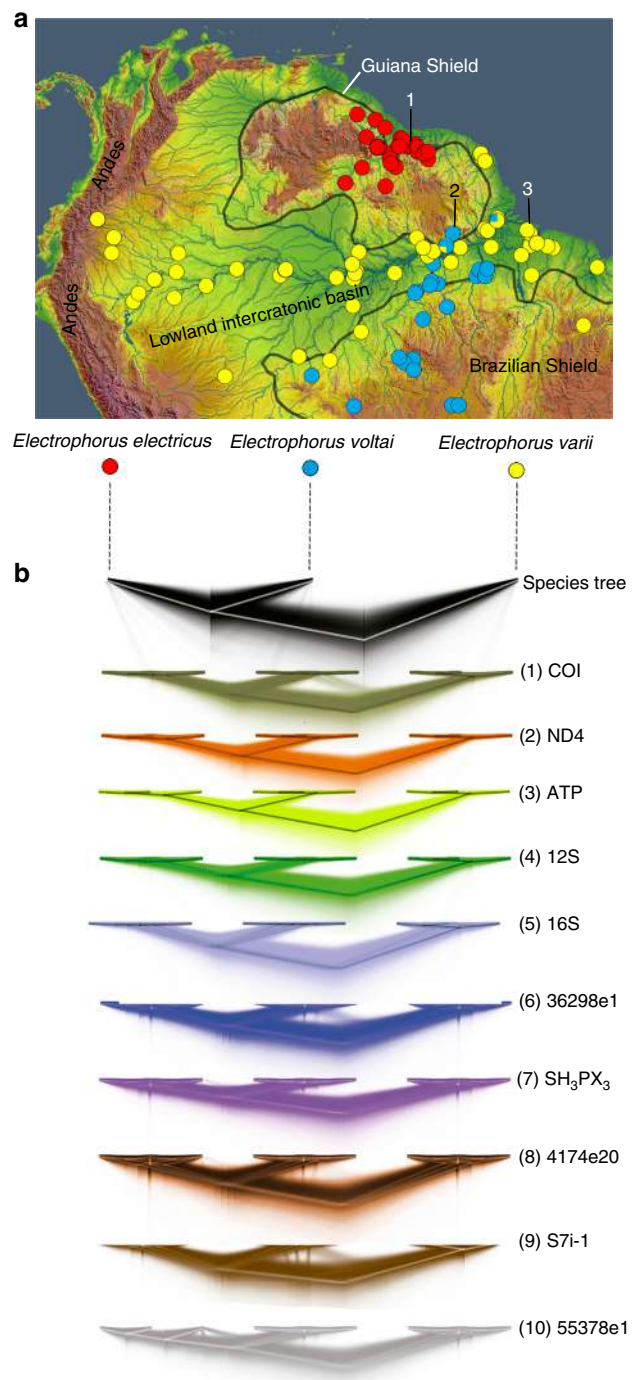 a
Guiana Shield
1
Andes
2
3
Andes
Lowland intercratonic basin
Brazilian Shield
Electrophorus electricus
Electrophorus voltai
Electrophorus varii
b
Species tree
(1) COI
(2) ND4
(3) ATP
(4) 12S
(5) 16S
(6) 36298e1
(7) SH₃PX₃
(8) 4174e20
(9) S7i-1
(10) 55378e1